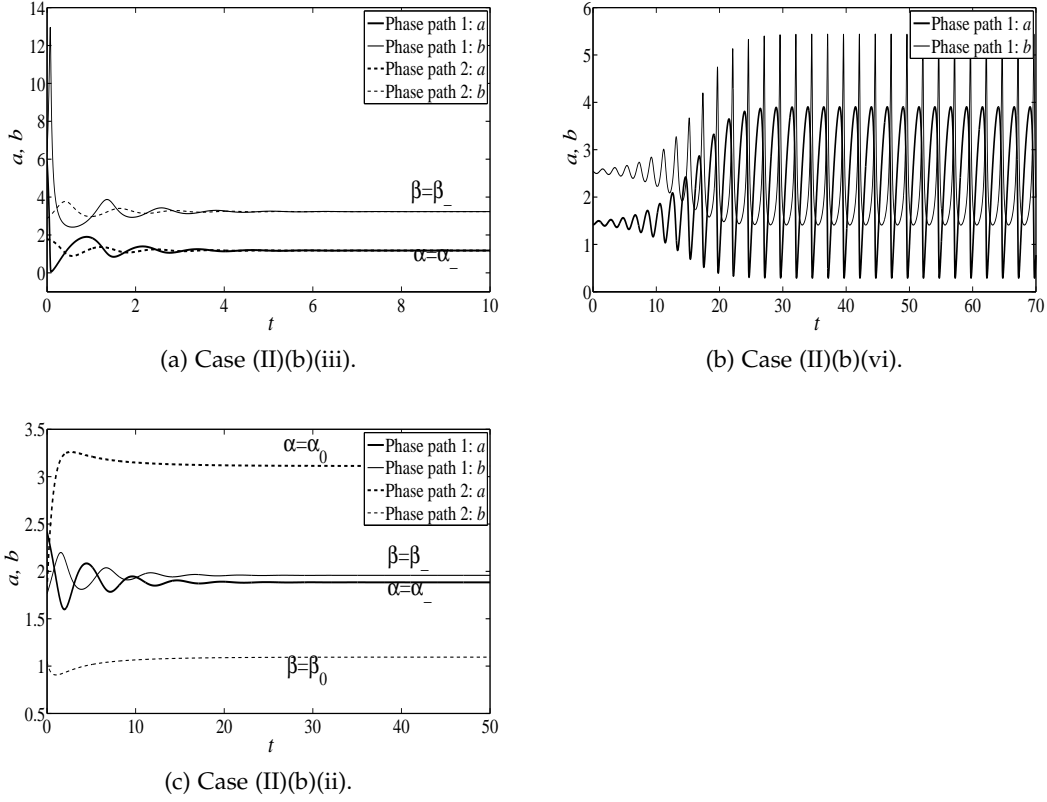 14
12
10
8
6
4
2
0
a, b
Phase path 1: a
Phase path 1: b
Phase path 2: a
Phase path 2: b
β=β_
α=α_
0 2 4 6 8 10
t
(a) Case (II)(b)(iii).
6
5
4
3
2
1
0
a, b
Phase path 1: a
Phase path 1: b
0 10 20 30 40 50 60 70
t
(b) Case (II)(b)(vi).
3.5
3
2.5
2
1.5
1
0.5
a, b
α=α0
Phase path 1: a
Phase path 1: b
Phase path 2: a
Phase path 2: b
β=β_
α=α_
β=β0
0 10 20 30 40 50
t
(c) Case (II)(b)(ii).